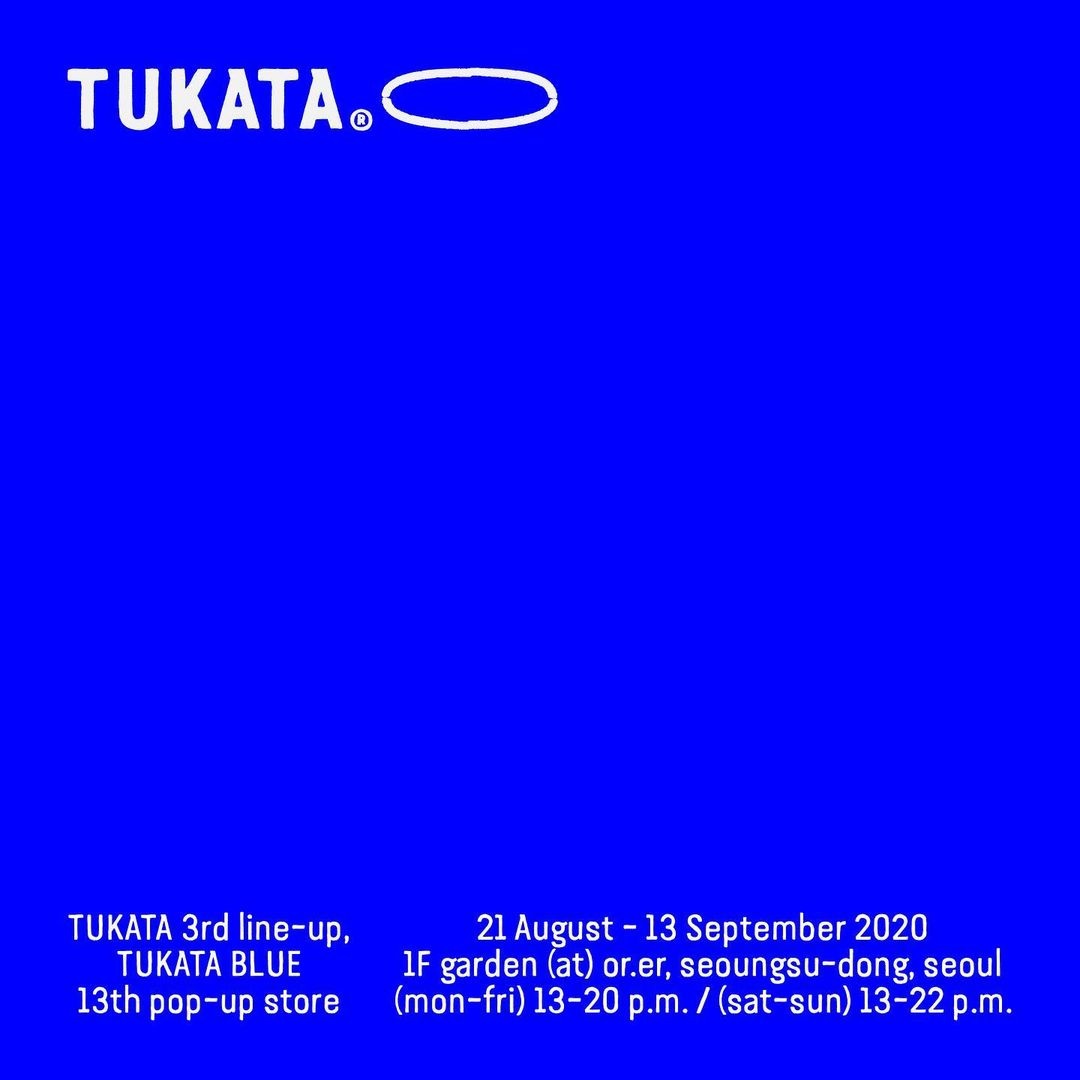 TUKATA®
TUKATA 3rd line-up,
TUKATA BLUE
13th pop-up store
21 August - 13 September 2020
1F garden (at) or.er, seoungsu-dong, seoul
(mon-fri) 13-20 p.m. / (sat-sun) 13-22 p.m.